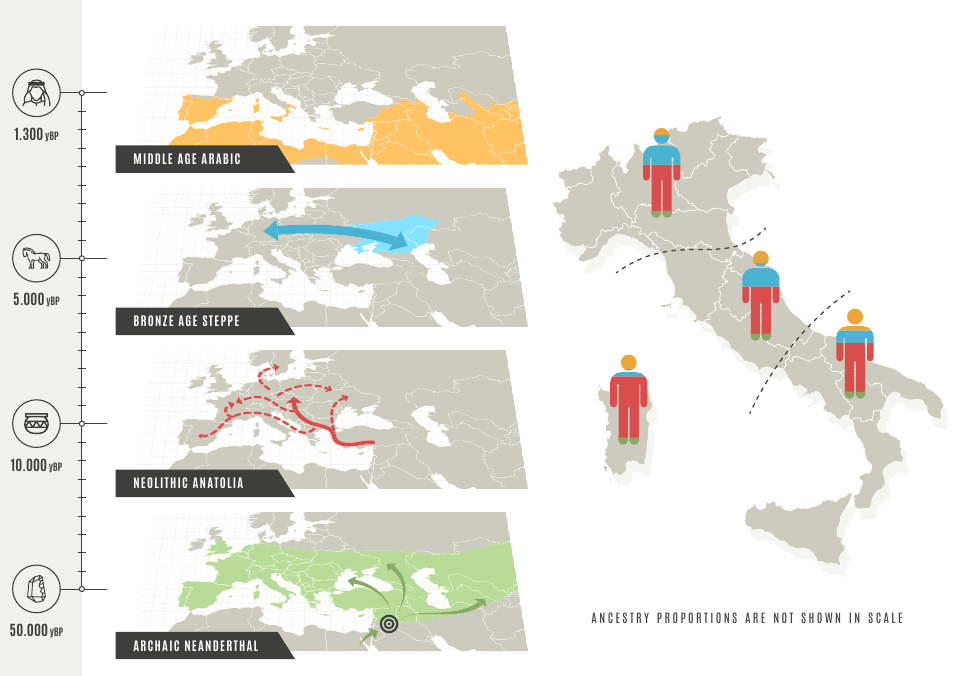 1.300 yBP
MIDDLE AGE ARABIC
5.000 yBP
BRONZE AGE STEPPE
10.000 yBP
NEOLITHIC ANATOLIA
50.000 yBP
ARCHAIC NEANDERTHAL
ANCESTRY PROPORTIONS ARE NOT SHOWN IN SCALE